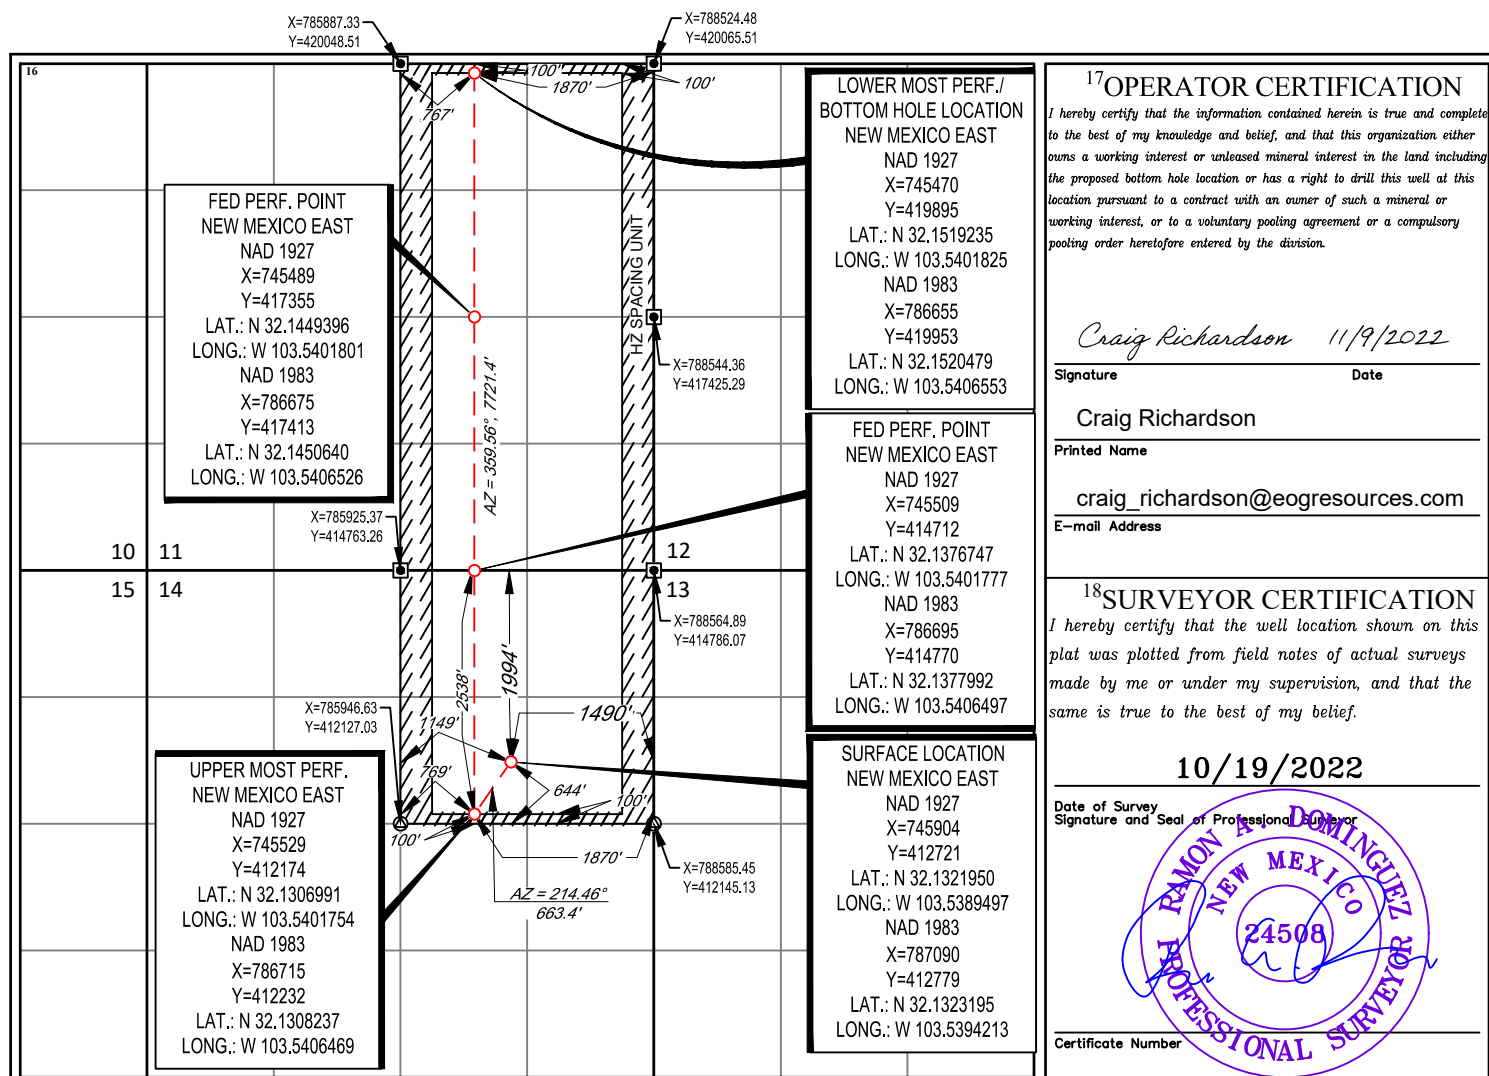 X=785887.33
Y=420048.51
X=788524.48
Y=420065.51
16
100'
1870'
100'
767'
LOWER MOST PERF./
BOTTOM HOLE LOCATION
NEW MEXICO EAST
NAD 1927
X=745470
Y=419895
LAT.: N 32.1519235
LONG.: W 103.5401825
NAD 1983
X=786655
Y=419953
LAT.: N 32.1520479
LONG.: W 103.5406553
FED PERF. POINT
NEW MEXICO EAST
NAD 1927
X=745489
Y=417355
LAT.: N 32.1449396
LONG.: W 103.5401801
NAD 1983
X=786675
Y=417413
LAT.: N 32.1450640
LONG.: W 103.5406526
HZ SPACING UNIT
X=788544.36
Y=417425.29
AZ = 359.56°, 7721.4'
FED PERF. POINT
NEW MEXICO EAST
NAD 1927
X=745509
Y=414712
LAT.: N 32.1376747
LONG.: W 103.5401777
NAD 1983
X=786695
Y=414770
LAT.: N 32.1377992
LONG.: W 103.5406497
X=785925.37
Y=414763.26
10 11
12
15 14
13
X=788564.89
Y=414786.07
2538'
1994'
X=785946.63
Y=412127.03
1149'
1490'
769'
644'
100'
100'
1870'
X=788585.45
Y=412145.13
AZ = 214.46°
663.4'
UPPER MOST PERF.
NEW MEXICO EAST
NAD 1927
X=745529
Y=412174
LAT.: N 32.1306991
LONG.: W 103.5401754
NAD 1983
X=786715
Y=412232
LAT.: N 32.1308237
LONG.: W 103.5406469
SURFACE LOCATION
NEW MEXICO EAST
NAD 1927
X=745904
Y=412721
LAT.: N 32.1321950
LONG.: W 103.5389497
NAD 1983
X=787090
Y=412779
LAT.: N 32.1323195
LONG.: W 103.5394213
17 OPERATOR CERTIFICATION
I hereby certify that the information contained herein is true and complete
to the best of my knowledge and belief, and that this organization either
owns a working interest or unleased mineral interest in the land including
the proposed bottom hole location or has a right to drill this well at this
location pursuant to a contract with an owner of such a mineral or
working interest, or to a voluntary pooling agreement or a compulsory
pooling order heretofore entered by the division.
Craig Richardson 11/9/2022
Signature Date
Craig Richardson
Printed Name
craig_richardson@eogresources.com
E-mail Address
18 SURVEYOR CERTIFICATION
I hereby certify that the well location shown on this
plat was plotted from field notes of actual surveys
made by me or under my supervision, and that the
same is true to the best of my belief.
10/19/2022
Date of Survey
Signature and Seal of Professional Surveyor
RAMON A. DOMINGUEZ
NEW MEXICO
24508
PROFESSIONAL SURVEYOR
Certificate Number